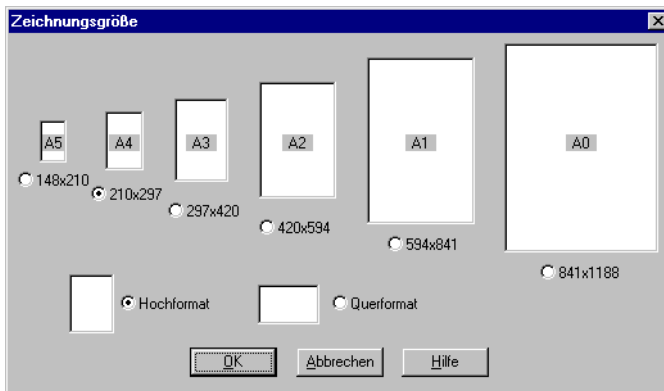 Zeichnungsgröße
A5
A4
A3
A2
A1
A0
148x210
210x297
297x420
420x594
594x841
841x1188
Hochformat
Querformat
OK
Abbrechen
Hilfe